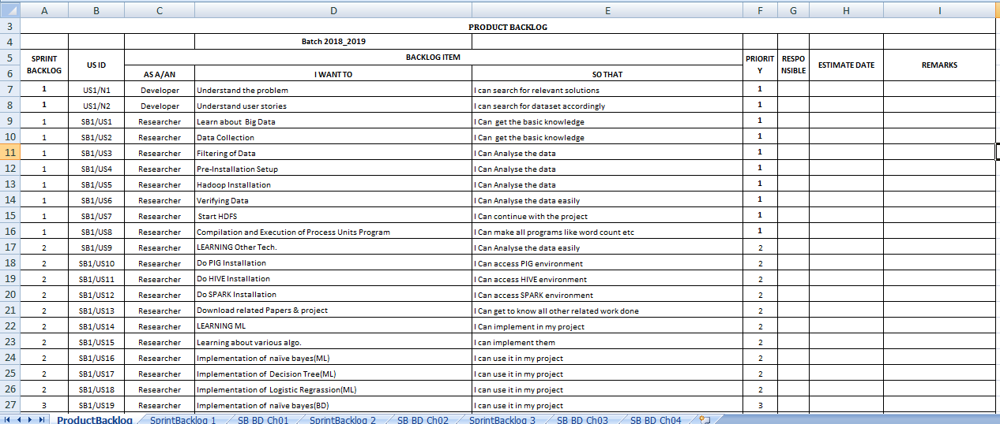 A B C D E F G H I
3 PRODUCT BACKLOG
4 Batch 2018_2019
5 SPRINT BACKLOG US ID BACKLOG ITEM PRIORIT Y RESPO NSIBLE ESTIMATE DATE REMARKS
6 AS A/AN I WANT TO SO THAT
7 1 US1/N1 Developer Understand the problem I can search for relevant solutions 1
8 1 US1/N2 Developer Understand user stories I can search for dataset accordingly 1
9 1 SB1/US1 Researcher Learn about Big Data I Can get the basic knowledge 1
10 1 SB1/US2 Researcher Data Collection I Can get the basic knowledge 1
11 1 SB1/US3 Researcher Filtering of Data I Can Analyse the data 1
12 1 SB1/US4 Researcher Pre-Installation Setup I Can Analyse the data 1
13 1 SB1/US5 Researcher Hadoop Installation I Can Analyse the data 1
14 1 SB1/US6 Researcher Verifying Data I Can Analyse the data easily 1
15 1 SB1/US7 Researcher Start HDFS I Can continue with the project 1
16 1 SB1/US8 Researcher Compilation and Execution of Process Units Program I Can make all programs like word count etc 1
17 2 SB1/US9 Researcher LEARNING Other Tech. I Can Analyse the data easily 2
18 2 SB1/US10 Researcher Do PIG Installation I Can access PIG environment 2
19 2 SB1/US11 Researcher Do HIVE Installation I Can access HIVE environment 2
20 2 SB1/US12 Researcher Do SPARK Installation I Can access SPARK environment 2
21 2 SB1/US13 Researcher Download related Papers & project I Can get to know all other related work done 2
22 2 SB1/US14 Researcher LEARNING ML I Can implement in my project 2
23 2 SB1/US15 Researcher Learning about various algo. I can implement them 2
24 2 SB1/US16 Researcher Implementation of naïve bayes(ML) I can use it in my project 2
25 2 SB1/US17 Researcher Implementation of Decision Tree(ML) I can use it in my project 2
26 2 SB1/US18 Researcher Implementation of Logistic Regrassion(ML) I can use it in my project 2
27 3 SB1/US19 Researcher Implementation of naïve bayes(BD) I can use it in my project 3
ProductBacklog SprintBacklog 1 SB BD Ch01 SprintBacklog 2 SB BD Ch02 SprintBacklog 3 SB BD Ch03 SB BD Ch04